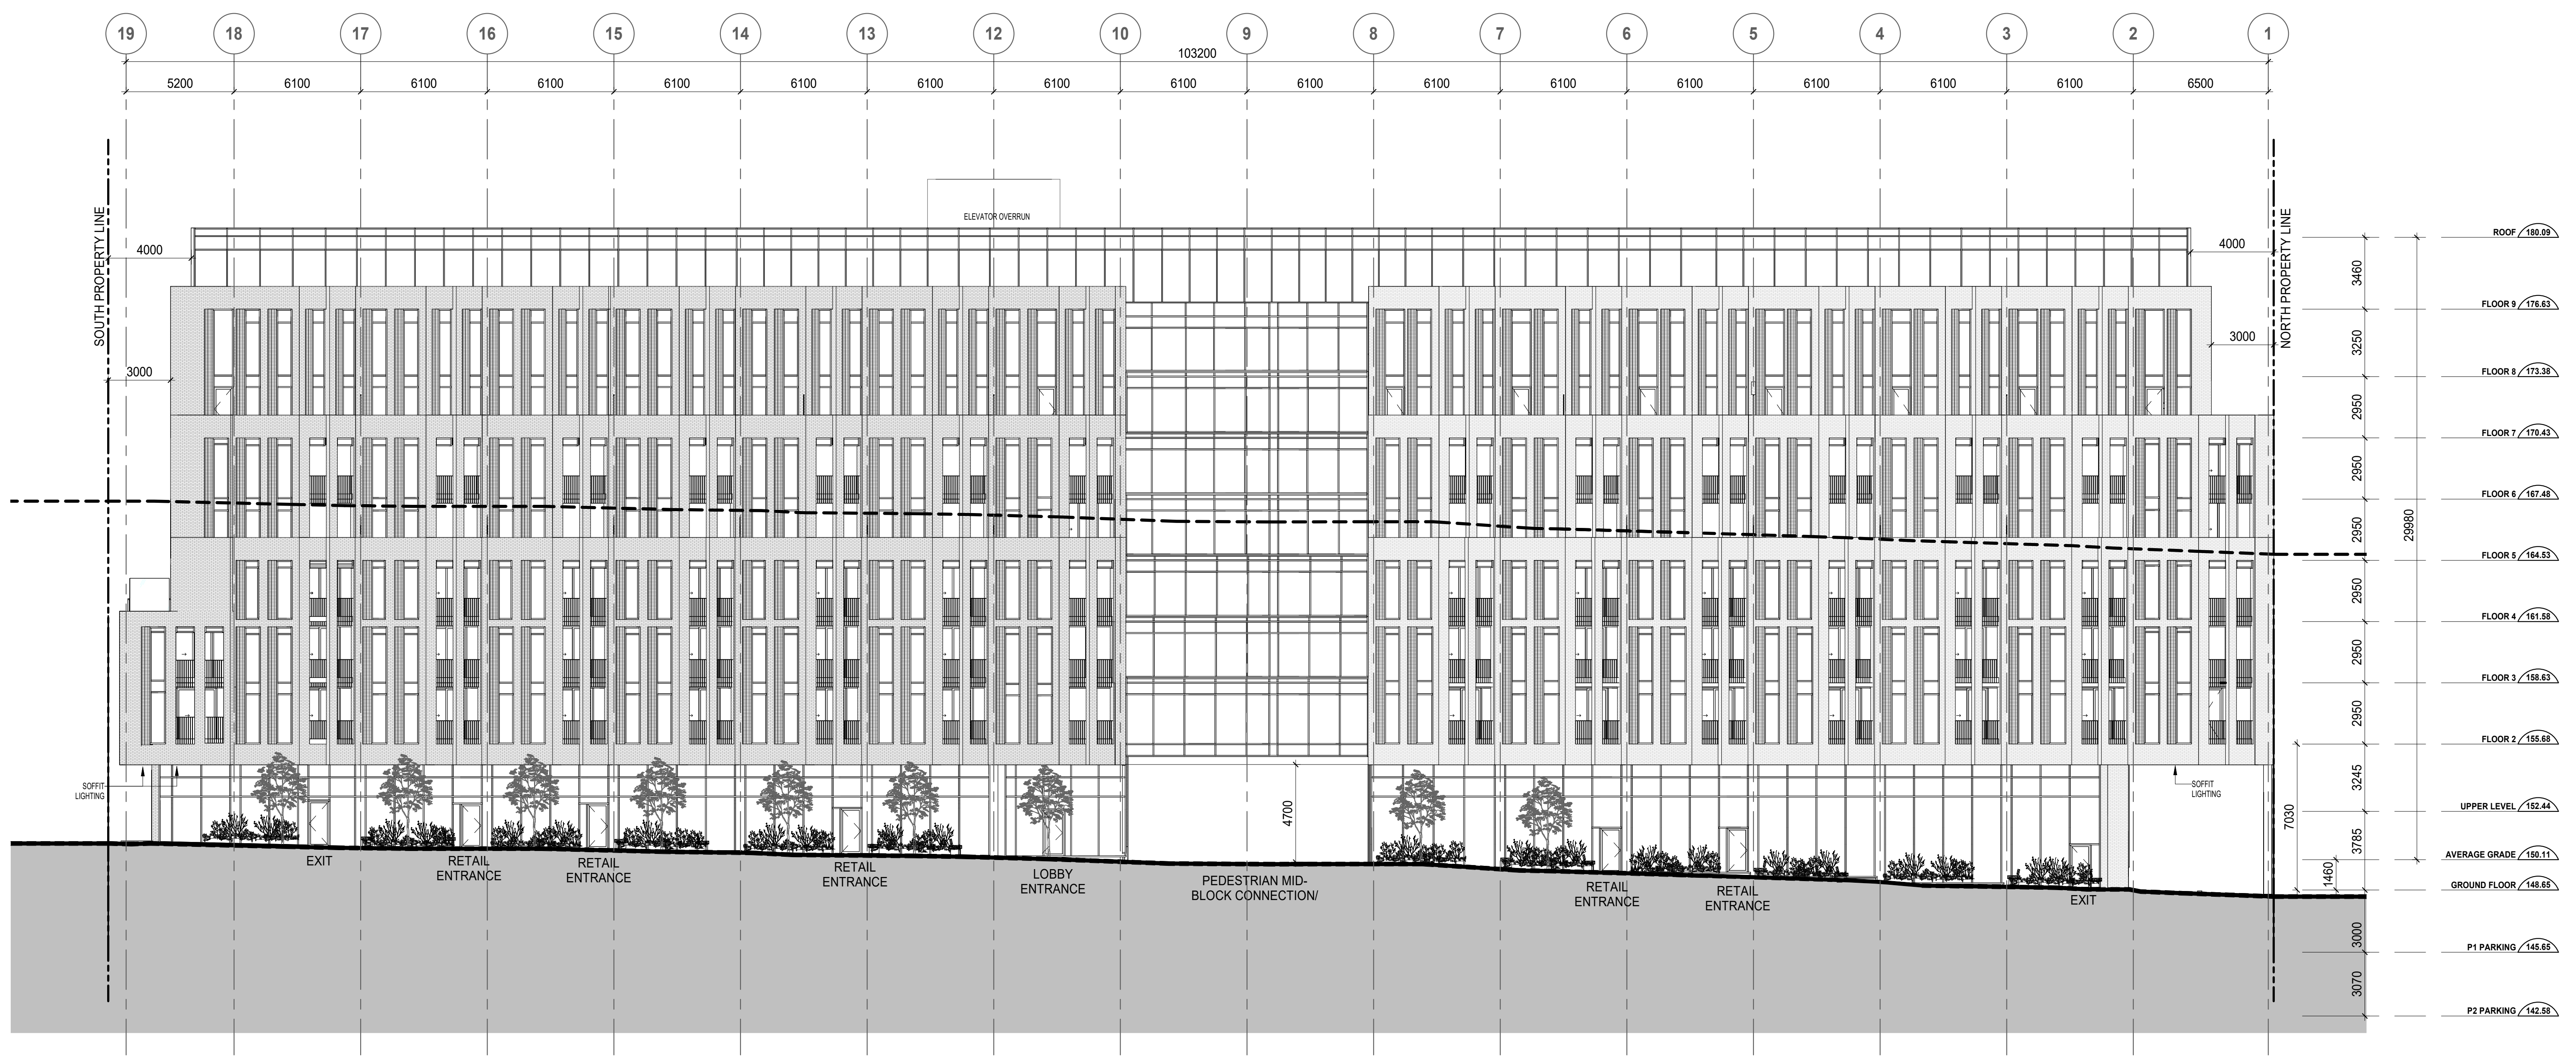 19 18 17 16 15 14 13 12 10 9 8 7 6 5 4 3 2 1
103200
5200 6100 6100 6100 6100 6100 6100 6100 6100 6100 6100 6100 6100 6100 6100 6100 6500
ELEVATOR OVERRUN
SOUTH PROPERTY LINE
NORTH PROPERTY LINE
4000
4000
3000
3000
ROOF 180.09
3460
FLOOR 9 176.63
3250
FLOOR 8 173.38
2950
FLOOR 7 170.43
2950
FLOOR 6 167.48
2950
29980
FLOOR 5 164.53
2950
FLOOR 4 161.58
2950
FLOOR 3 158.63
2950
FLOOR 2 155.68
3245
UPPER LEVEL 152.44
7030
3785
AVERAGE GRADE 150.11
1460
GROUND FLOOR 148.65
3000
P1 PARKING 145.65
3070
P2 PARKING 142.58
SOFFIT
LIGHTING
SOFFIT
LIGHTING
4700
EXIT
RETAIL
ENTRANCE
RETAIL
ENTRANCE
RETAIL
ENTRANCE
LOBBY
ENTRANCE
PEDESTRIAN MID-
BLOCK CONNECTION/
RETAIL
ENTRANCE
RETAIL
ENTRANCE
EXIT